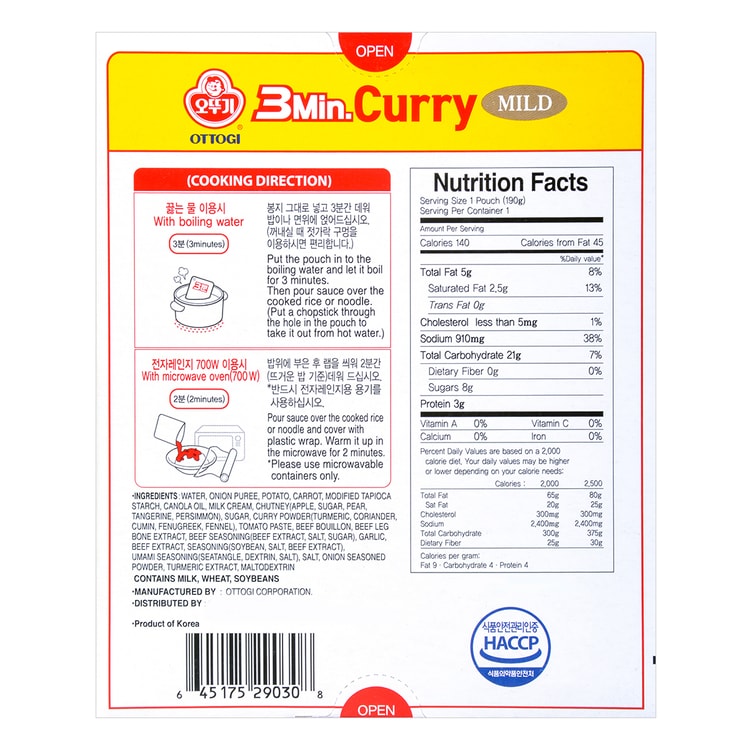 OPEN
오뚜기
OTTOGI
3Min. Curry MILD
(COOKING DIRECTION)
끓는 물 이용시
With boiling water
3분(3minutes)
봉지 그대로 넣고 3분간 데워
밥이나 면위에 얹어드십시오.
(꺼내실 때 젓가락 구멍을
이용하시면 편리합니다.)
Put the pouch in to the
boiling water and let it boil
for 3 minutes.
Then pour sauce over the
cooked rice or noodle.
(Put a chopstick through
the hole in the pouch to
take it out from hot water.)
전자레인지 700W 이용시
With microwave oven(700W)
2분(2minutes)
밥위에 부은 후 랩을 씌워 2분간
(뜨거운 밥 기준)데워 드십시오.
*반드시 전자레인지용 용기를
사용하십시오.
Pour sauce over the cooked rice
or noodle and cover with
plastic wrap. Warm it up in
the microwave for 2 minutes.
*Please use microwavable
containers only.
•INGREDIENTS: WATER, ONION PUREE, POTATO, CARROT, MODIFIED TAPIOCA
STARCH, CANOLA OIL, MILK CREAM, CHUTNEY(APPLE, SUGAR, PEAR,
TANGERINE, PERSIMMON), SUGAR, CURRY POWDER(TURMERIC, CORIANDER,
CUMIN, FENUGREEK, FENNEL), TOMATO PASTE, BEEF BOUILLON, BEEF LEG
BONE EXTRACT, BEEF SEASONING(BEEF EXTRACT, SALT, SUGAR), GARLIC,
BEEF EXTRACT, SEASONING(SOYBEAN, SALT, BEEF EXTRACT),
UMAMI SEASONING(SEATANGLE, DEXTRIN, SALT), SALT, ONION SEASONED
POWDER, TURMERIC EXTRACT, MALTODEXTRIN
CONTAINS MILK, WHEAT, SOYBEANS
•MANUFACTURED BY : OTTOGI CORPORATION.
•DISTRIBUTED BY :
•Product of Korea
6 45175 29030 8
Nutrition Facts
Serving Size 1 Pouch (190g)
Serving Per Container 1
Amount Per Serving
Calories 140 Calories from Fat 45
%Daily value*
Total Fat 5g 8%
Saturated Fat 2,5g 13%
Trans Fat 0g
Cholesterol less than 5mg 1%
Sodium 910mg 38%
Total Carbohydrate 21g 7%
Dietary Fiber 0g 0%
Sugars 8g
Protein 3g
Vitamin A 0% Vitamin C 0%
Calcium 0% Iron 0%
Percent Daily Values are based on a 2,000
calorie diet, Your daily values may be higher
or lower depending on your calorie needs:
Calories : 2,000 2,500
Total Fat 65g 80g
Sat Fat 20g 25g
Cholesterol 300mg 300mg
Sodium 2,400mg 2,400mg
Total Carbohydrate 300g 375g
Dietary Fiber 25g 30g
Calories per gram:
Fat 9 · Carbohydrate 4 · Protein 4
식품안전관리인증
HACCP
식품의약품안전처
OPEN